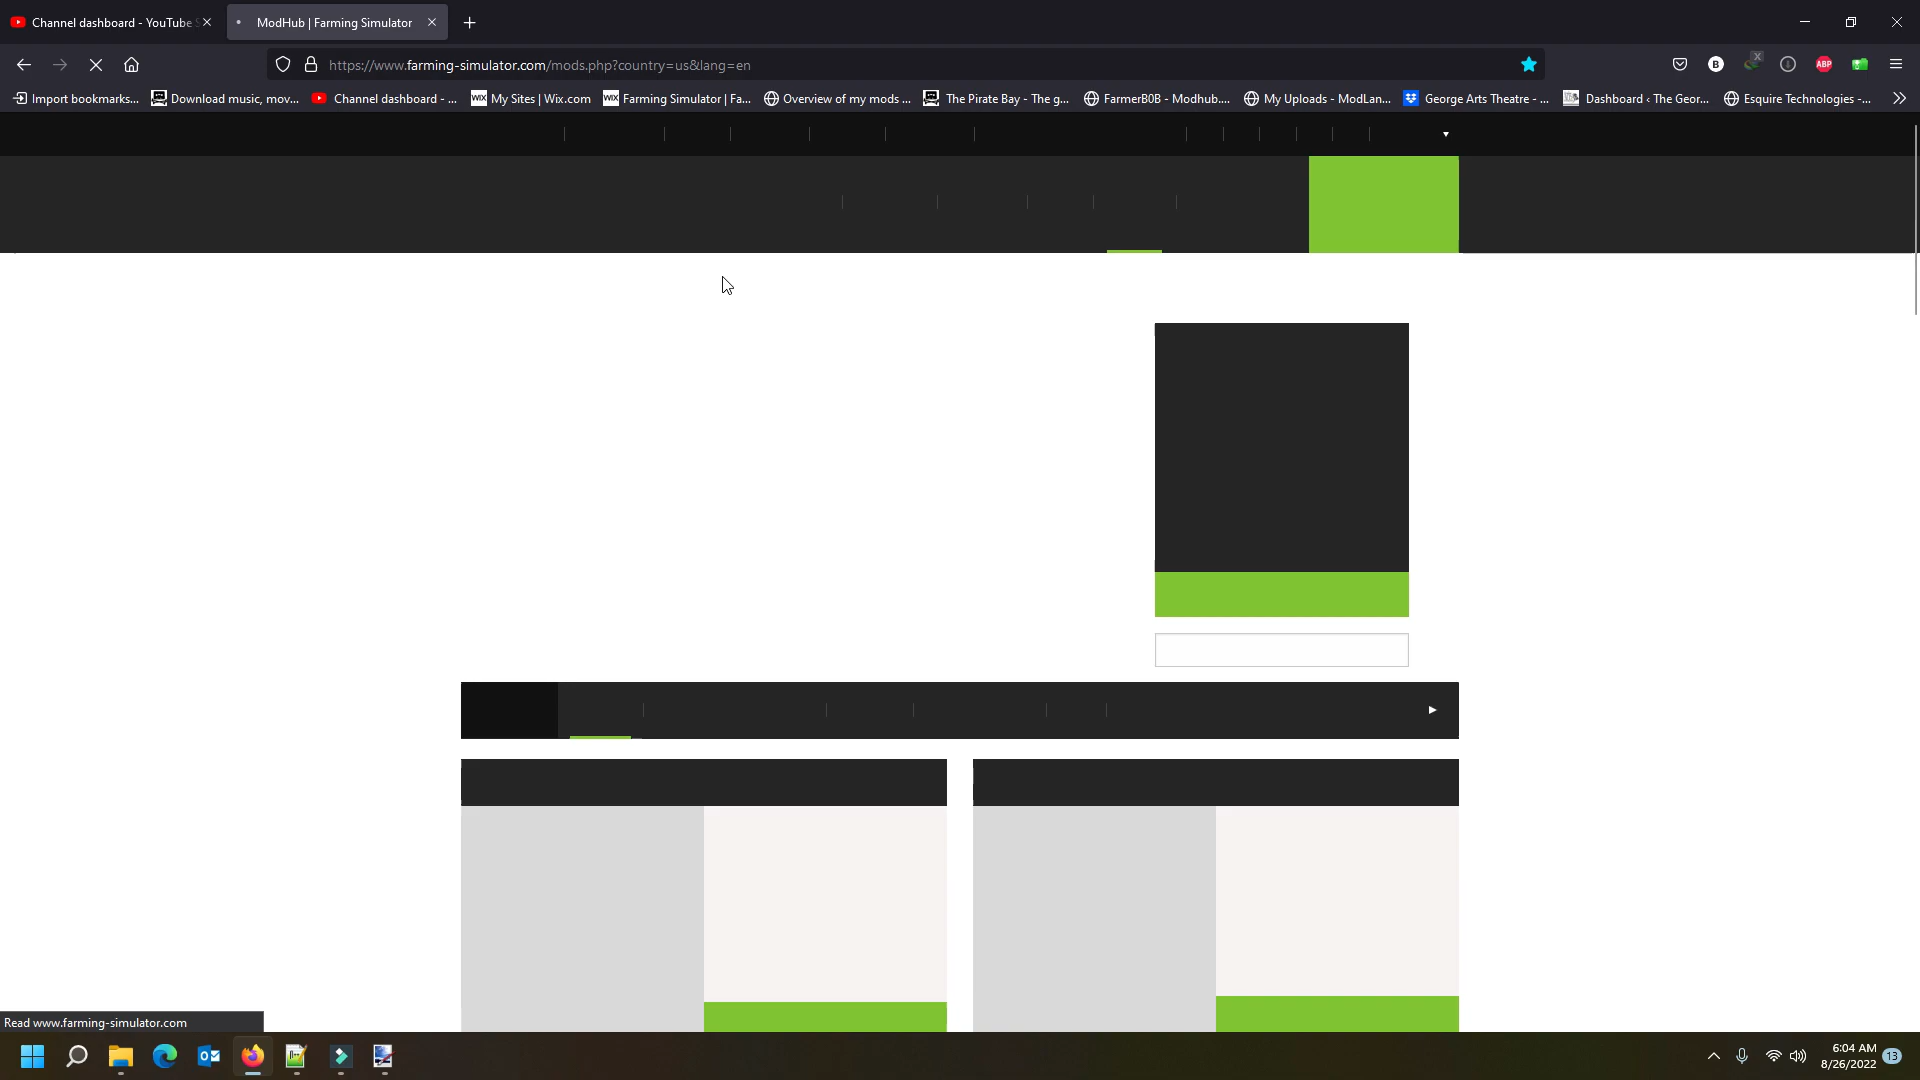 Channel dashboard - YouTube S
ModHub | Farming Simulator
https://www.farming-simulator.com/mods.php?country=us&lang=en
B
X
ABP
Import bookmarks...
Download music, mov...
Channel dashboard - ...
WIX My Sites | Wix.com
WIX Farming Simulator | Fa...
Overview of my mods ...
The Pirate Bay - The g...
FarmerB0B - Modhub....
My Uploads - ModLan...
George Arts Theatre - ...
Dashboard ‹ The Geor...
Esquire Technologies -...
Read www.farming-simulator.com
6:04 AM
8/26/2022
13